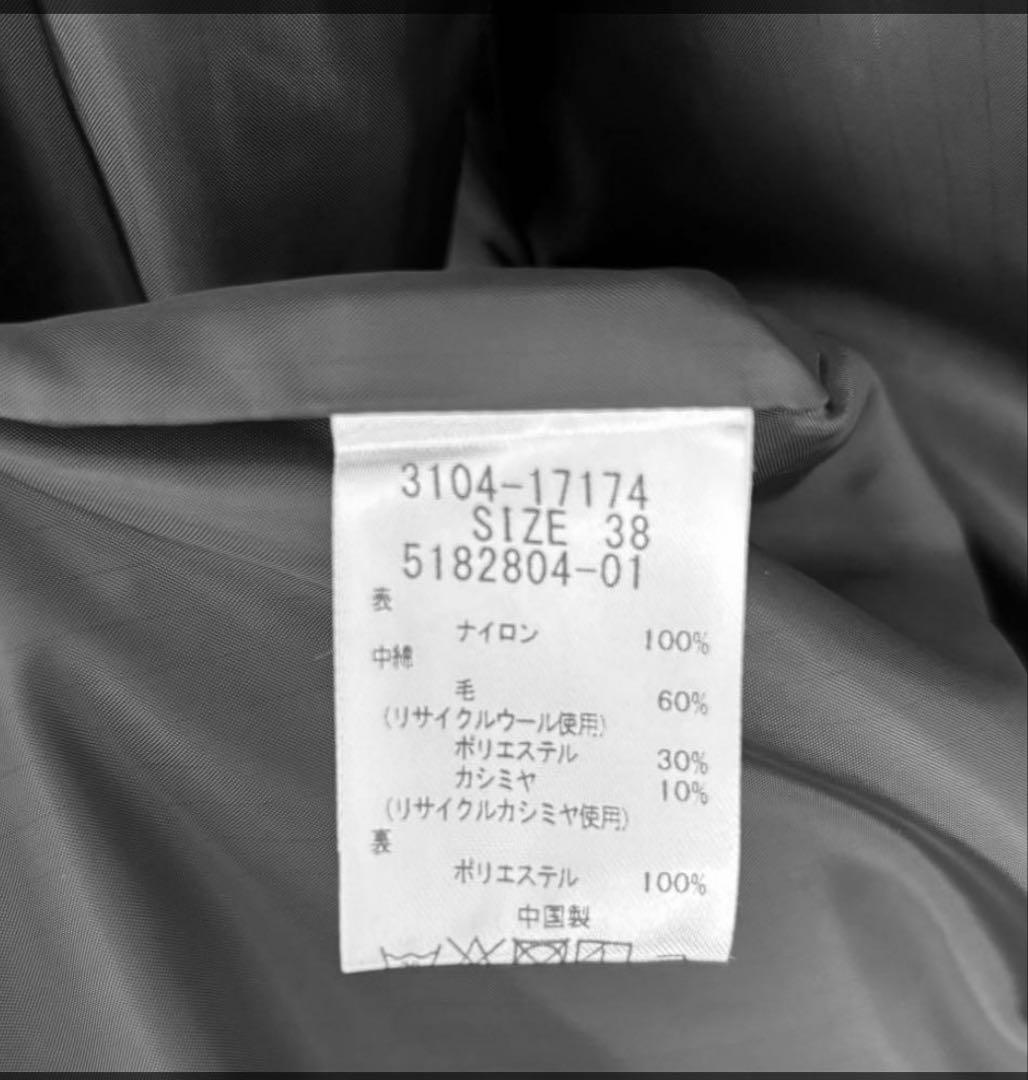 3104-17174
SIZE 38
5182804-01
表
ナイロン 100%
中綿
毛 60%
(リサイクルウール使用)
ポリエステル 30%
カシミヤ 10%
(リサイクルカシミヤ使用)
裏
ポリエステル 100%
中国製